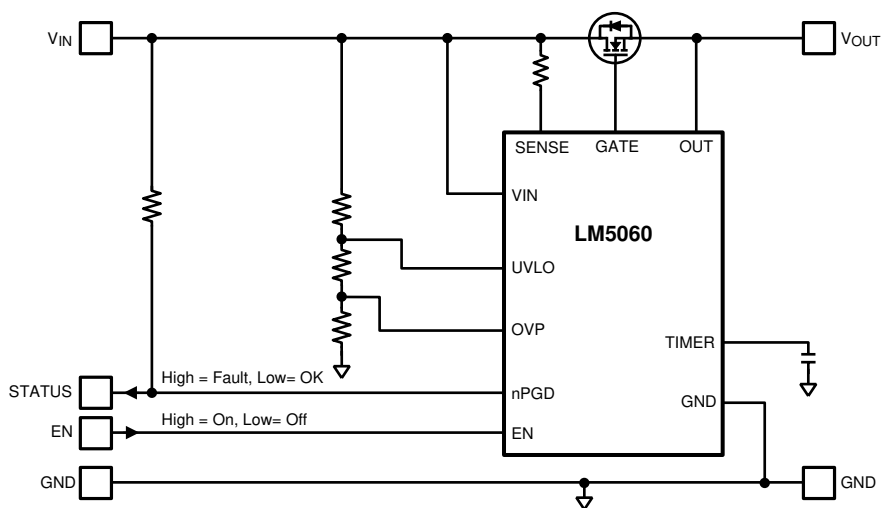 VIN
VOUT
SENSE
GATE
OUT
VIN
LM5060
UVLO
OVP
TIMER
STATUS
High = Fault, Low= OK
nPGD
GND
EN
High = On, Low= Off
EN
GND
GND